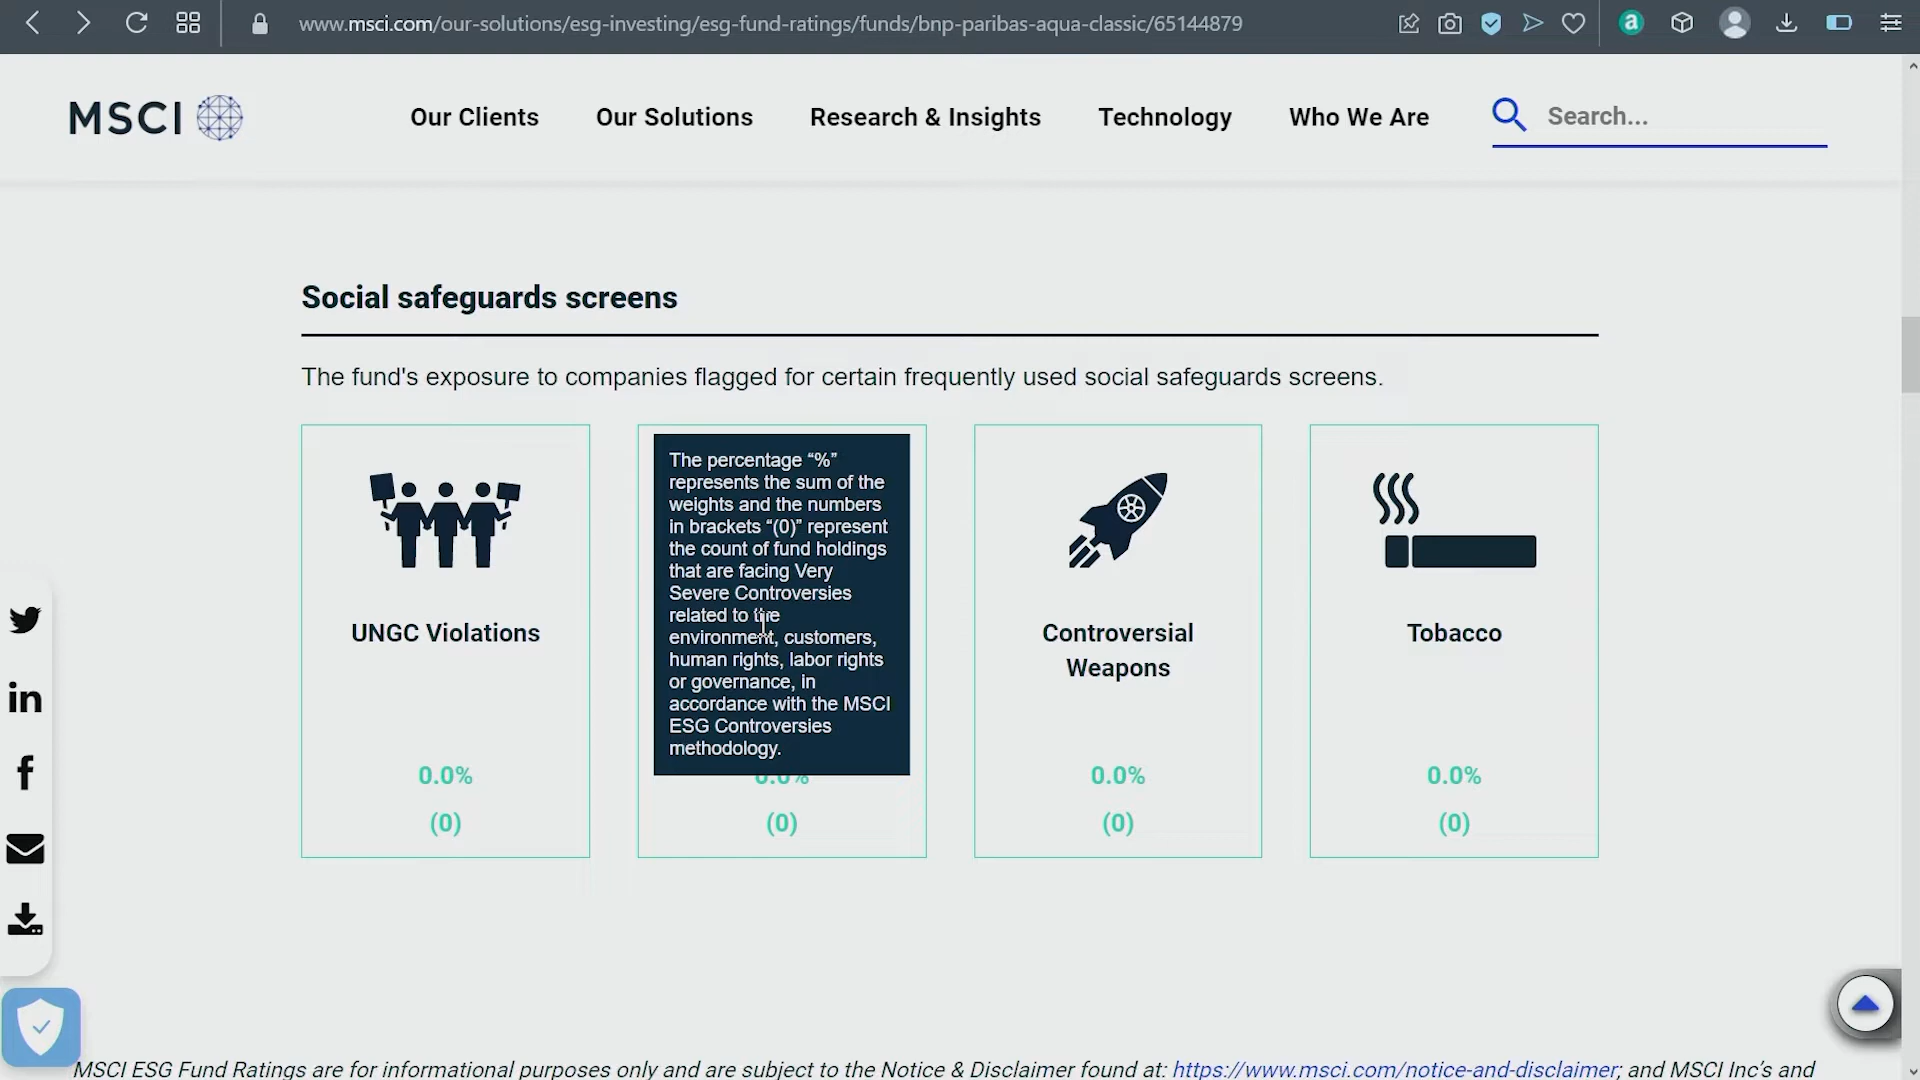 www.msci.com/our-solutions/esg-investing/esg-fund-ratings/funds/bnp-paribas-aqua-classic/65144879
MSCI
Our Clients
Our Solutions
Research & Insights
Technology
Who We Are
Search...
Social safeguards screens
The fund's exposure to companies flagged for certain frequently used social safeguards screens.
UNGC Violations
0.0%
(0)
The percentage “%”
represents the sum of the
weights and the numbers
in brackets “(0)” represent
the count of fund holdings
that are facing Very
Severe Controversies
related to the
environment, customers,
human rights, labor rights
or governance, in
accordance with the MSCI
ESG Controversies
methodology.
0.0%
(0)
Controversial
Weapons
0.0%
(0)
Tobacco
0.0%
(0)
MSCI ESG Fund Ratings are for informational purposes only and are subject to the Notice & Disclaimer found at: https://www.msci.com/notice-and-disclaimer; and MSCI Inc’s and